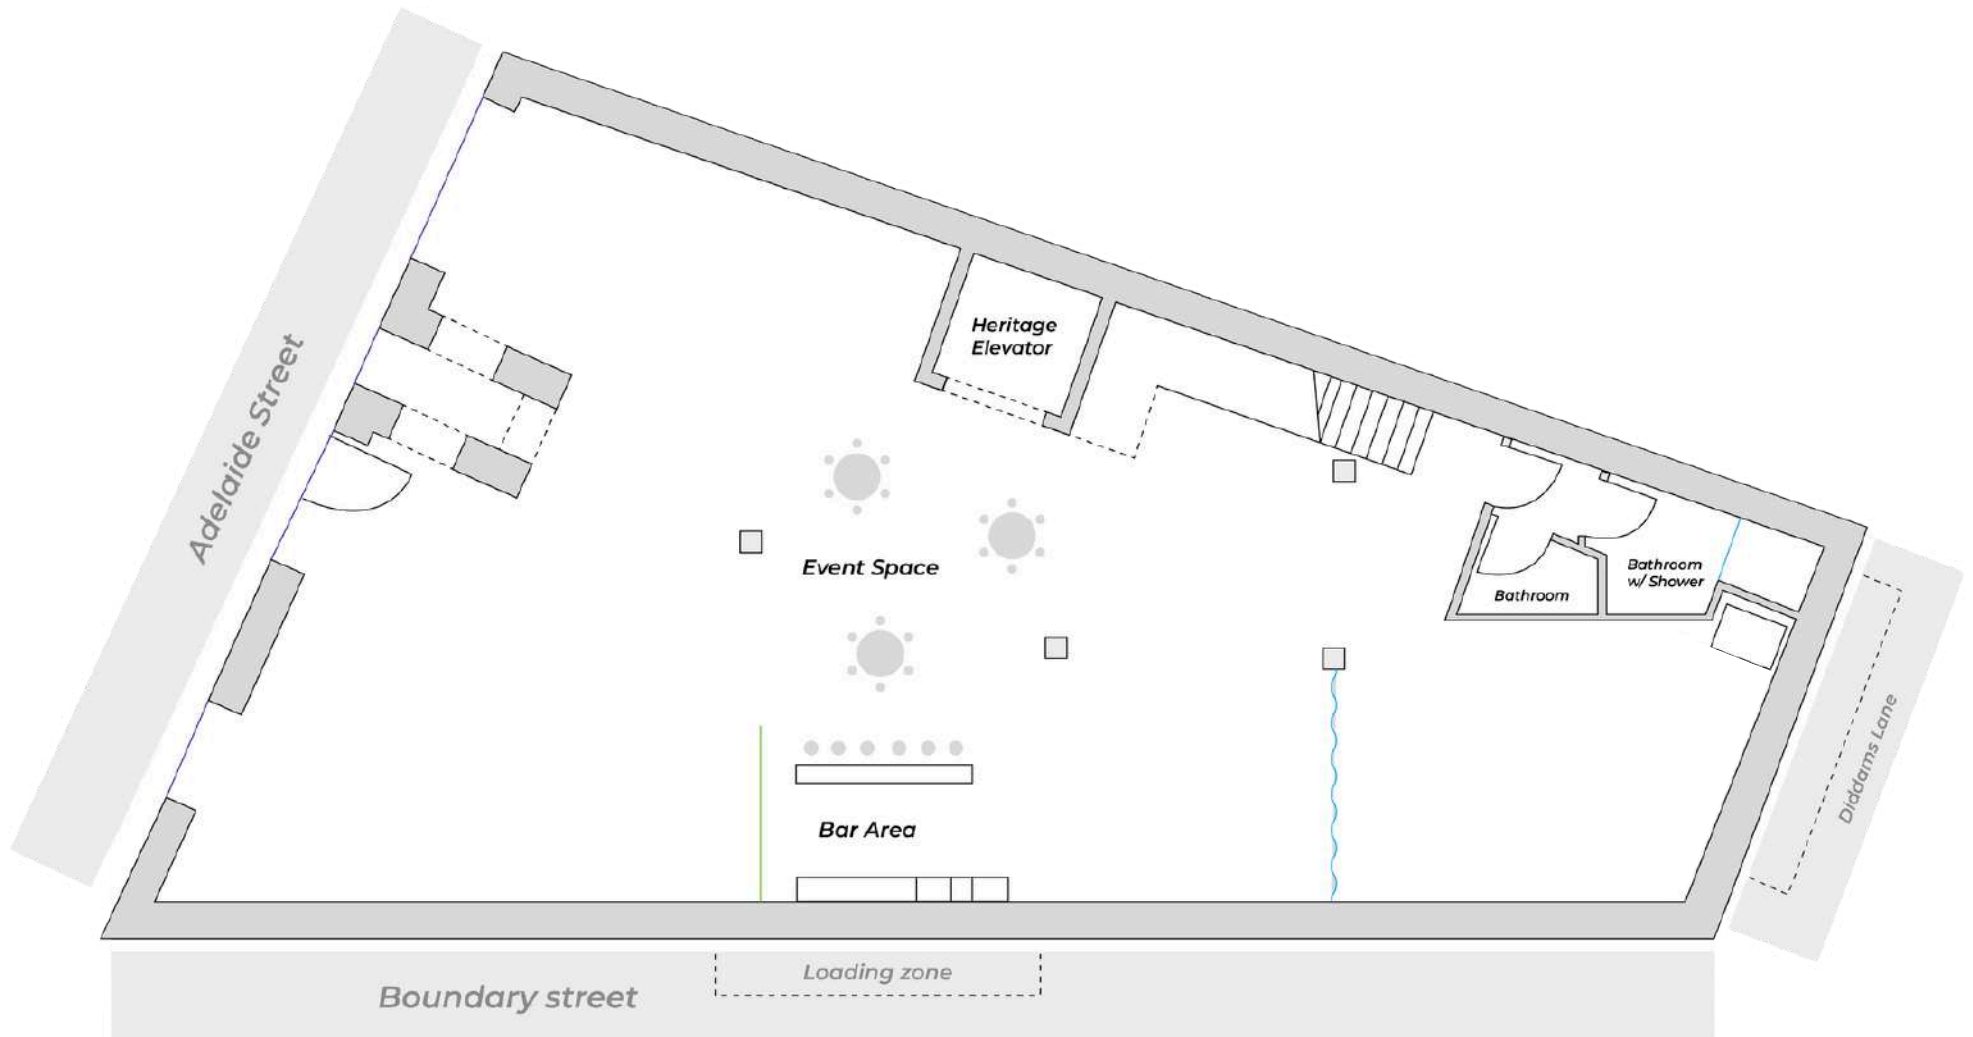 Heritage
Elevator
Adelaide Street
Event Space
Bathroom
w/ Shower
Bathroom
Diddams Lane
Bar Area
Loading zone
Boundary street